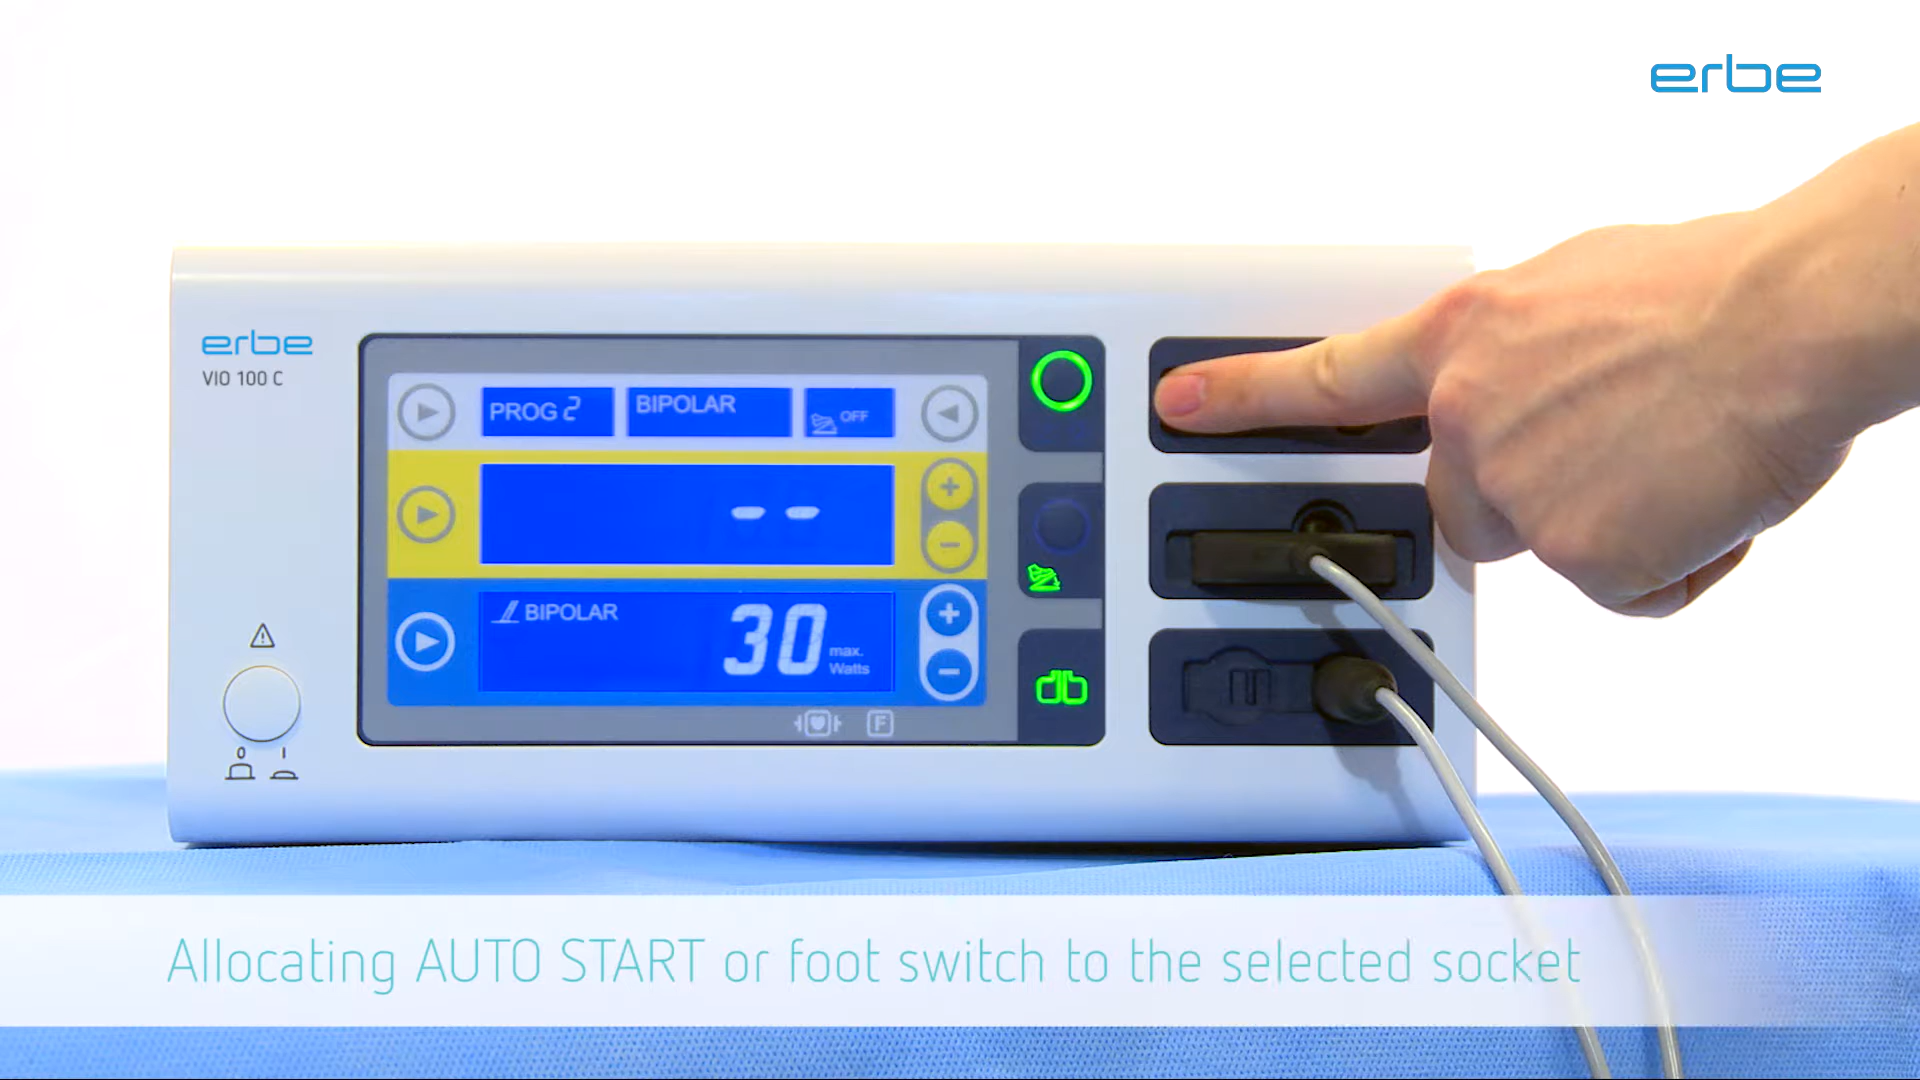 erbe
erbe
VIO 100 C
PROG 2
BIPOLAR
OFF
--
BIPOLAR
30
max.
Watts
F
0 I
Allocating AUTO START or foot switch to the selected socket